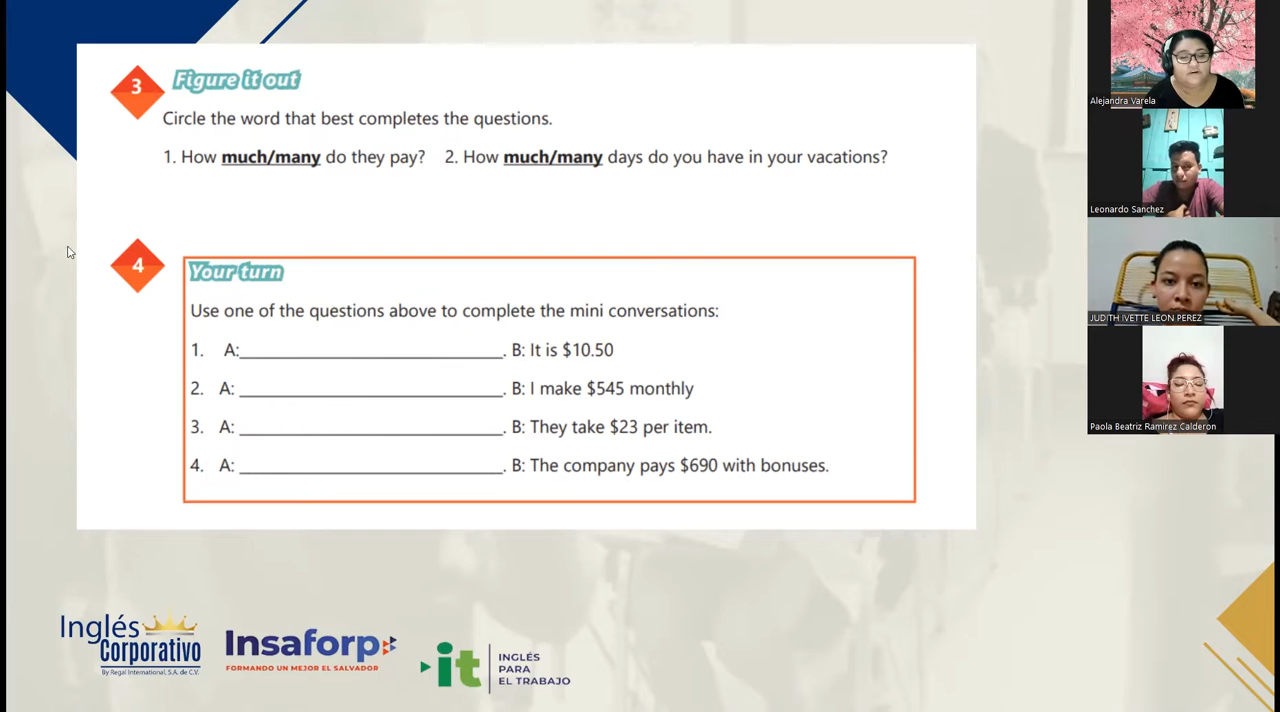 3 Figure it out
Circle the word that best completes the questions.
1. How much/many do they pay? 2. How much/many days do you have in your vacations?
4 Your turn
Use one of the questions above to complete the mini conversations:
1. A:______________________________. B: It is $10.50
2. A: ______________________________. B: I make $545 monthly
3. A: ______________________________. B: They take $23 per item.
4. A: ______________________________. B: The company pays $690 with bonuses.
Inglés
Corporativo
By Regal International, S.A. de C.V.
Insaforp
FORMANDO UN MEJOR EL SALVADOR
it
INGLÉS
PARA
EL TRABAJO
Alejandra Varela
Leonardo Sanchez
JUDITH IVETTE LEON PEREZ
Paola Beatriz Ramirez Calderon